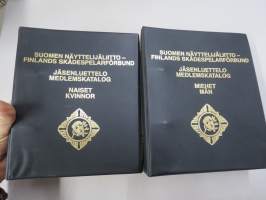 SUOMEN NÄYTTELIJÄLIITTO –
FINLANDS SKÅDESPELARFÖRBUND
JÄSENLUETTELO
MEDLEMSKATALOG
NAISET
KVINNOR
SUOMEN NÄYTTELIJÄLIITTO –
FINLANDS SKÅDESPELARFÖRBUND
JÄSENLUETTELO
MEDLEMSKATALOG
MIEHET
MÄN